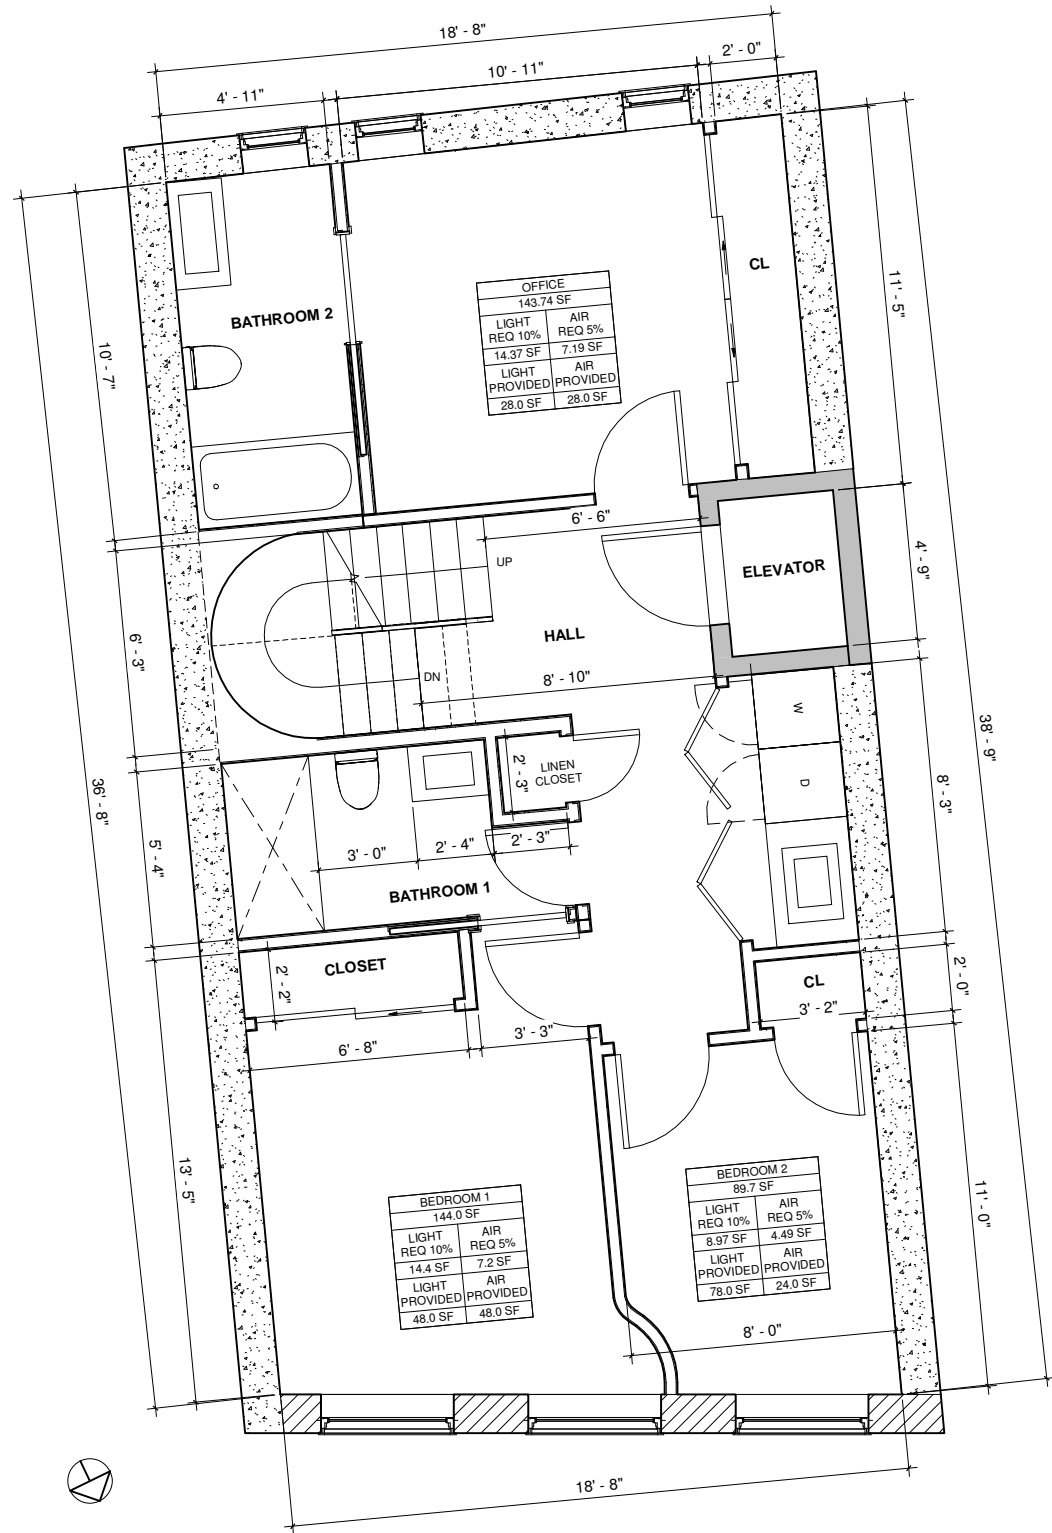 18' - 8"
10' - 11"
2' - 0"
4' - 11"
CL
11' - 5"
OFFICE
143.74 SF
LIGHT
REQ 10%
AIR
REQ 5%
14.37 SF
7.19 SF
LIGHT
PROVIDED
AIR
PROVIDED
28.0 SF
28.0 SF
BATHROOM 2
10' - 7"
6' - 6"
UP
ELEVATOR
4' - 9"
HALL
6' - 3"
DN
8' - 10"
W
38' - 9"
36' - 8"
2' - 3"
LINEN
CLOSET
D
8' - 3"
5' - 4"
3' - 0"
2' - 4"
2' - 3"
BATHROOM 1
CLOSET
2' - 2"
CL
2' - 0"
3' - 2"
6' - 8"
3' - 3"
13' - 5"
BEDROOM 1
144.0 SF
LIGHT
REQ 10%
AIR
REQ 5%
14.4 SF
7.2 SF
LIGHT
PROVIDED
AIR
PROVIDED
48.0 SF
48.0 SF
BEDROOM 2
89.7 SF
LIGHT
REQ 10%
AIR
REQ 5%
8.97 SF
4.49 SF
LIGHT
PROVIDED
AIR
PROVIDED
78.0 SF
24.0 SF
11' - 0"
8' - 0"
18' - 8"